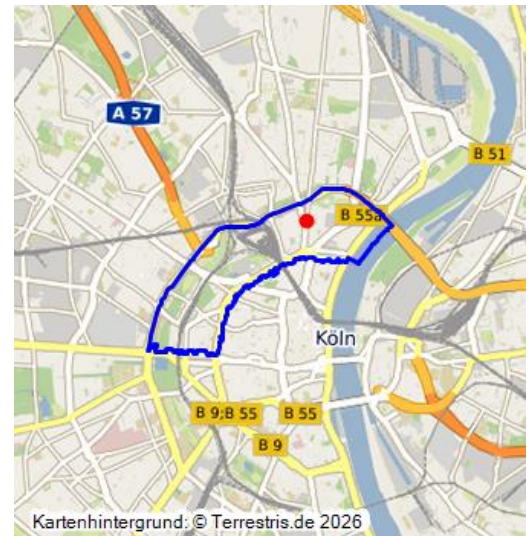 A 57
B 51
B 55a
Köln
B 9;B 55
B 55
B 9
Kartenhintergrund: © Terrestris.de 2026